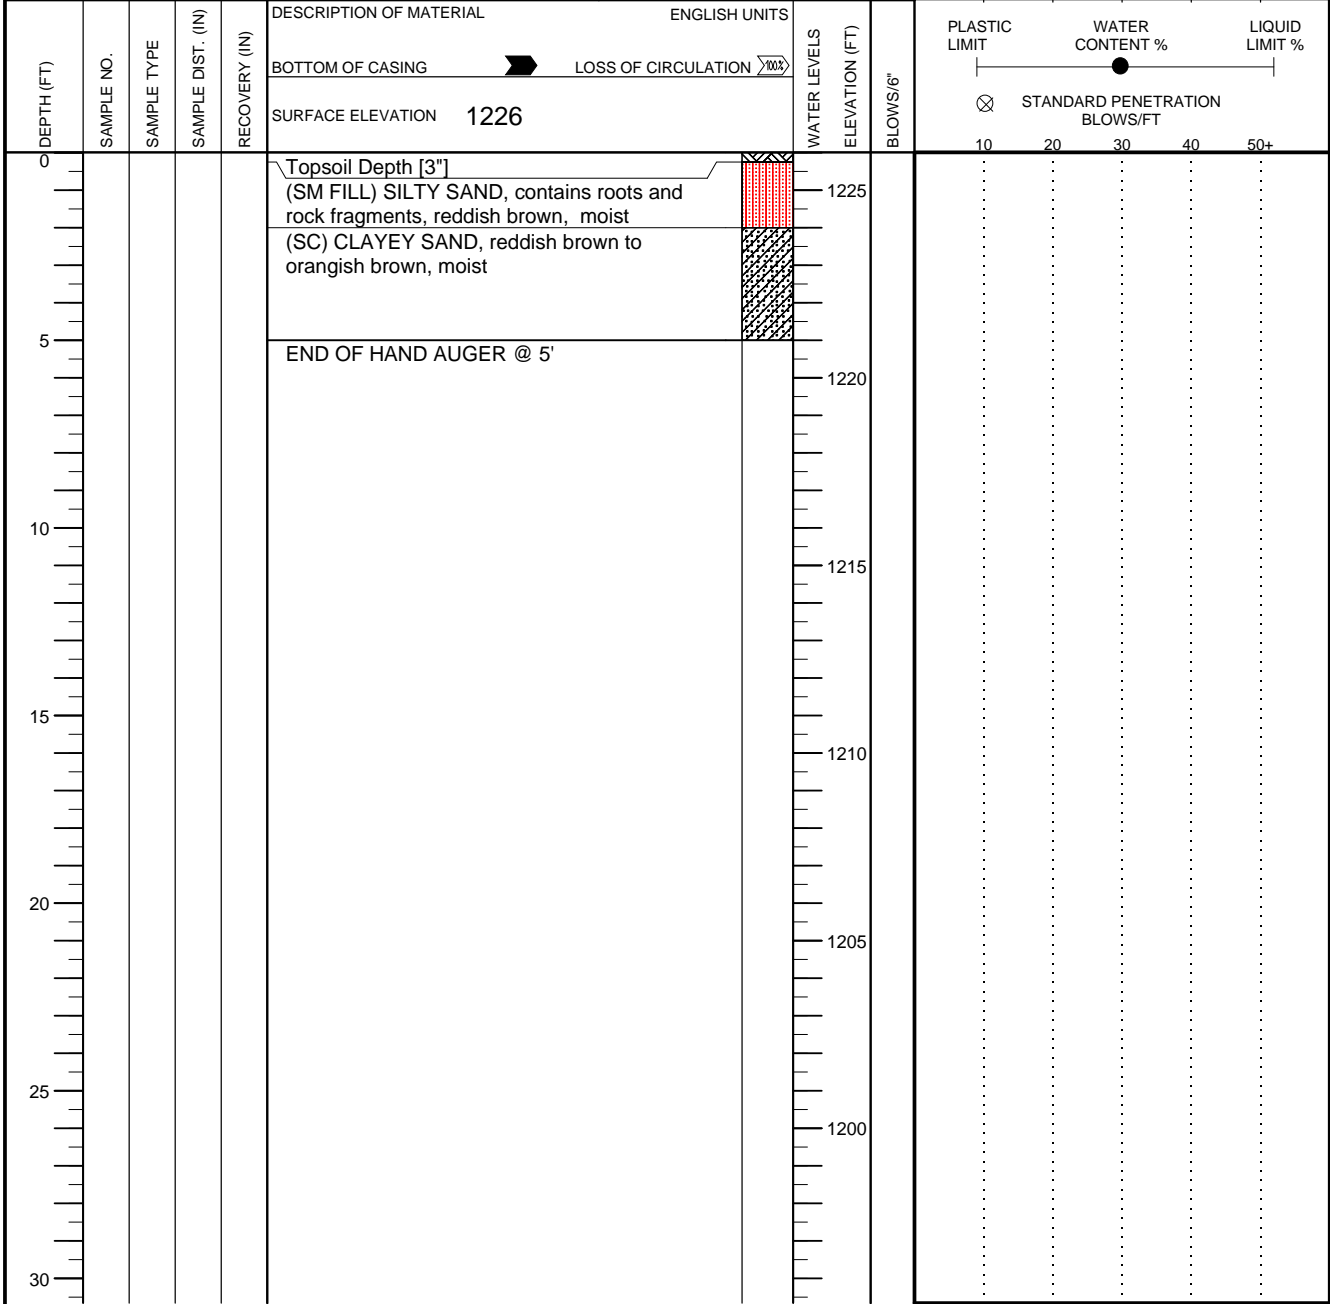 DEPTH (FT)
SAMPLE NO.
SAMPLE TYPE
SAMPLE DIST. (IN)
RECOVERY (IN)
DESCRIPTION OF MATERIAL
ENGLISH UNITS
BOTTOM OF CASING
LOSS OF CIRCULATION
100%
SURFACE ELEVATION
1226
WATER LEVELS
ELEVATION (FT)
BLOWS/6"
PLASTIC
LIMIT
WATER
CONTENT %
LIQUID
LIMIT %
STANDARD PENETRATION
BLOWS/FT
10
20
30
40
50+
0
5
10
15
20
25
30
Topsoil Depth [3"]
(SM FILL) SILTY SAND, contains roots and
rock fragments, reddish brown, moist
(SC) CLAYEY SAND, reddish brown to
orangish brown, moist
END OF HAND AUGER @ 5'
1225
1220
1215
1210
1205
1200